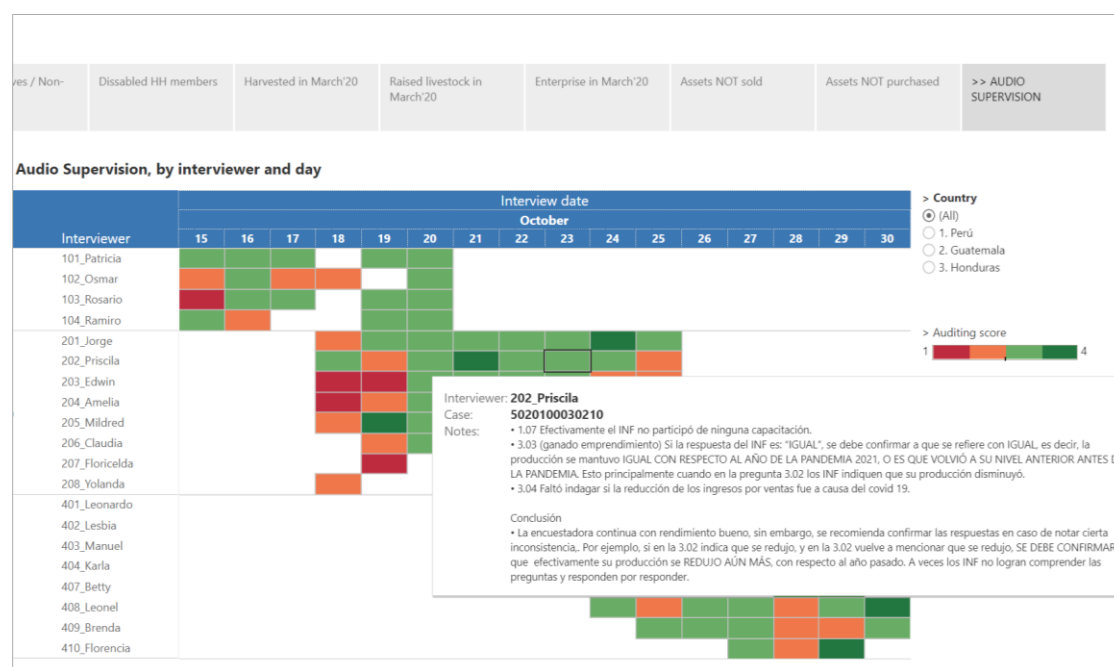 ves / Non-
Dissabled HH members
Harvested in March'20
Raised livestock in
March'20
Enterprise in March'20
Assets NOT sold
Assets NOT purchased
>> AUDIO
SUPERVISION
Audio Supervision, by interviewer and day
Interview date
October
Interviewer 15 16 17 18 19 20 21 22 23 24 25 26 27 28 29 30
101_Patricia
102_Osmar
103_Rosario
104_Ramiro
201_Jorge
202_Priscila
203_Edwin
204_Amelia
205_Mildred
206_Claudia
207_Floricelda
208_Yolanda
401_Leonardo
402_Lesbia
403_Manuel
404_Karla
407_Betty
408_Leonel
409_Brenda
410_Florencia
> Country
(All)
1. Perú
2. Guatemala
3. Honduras
> Auditing score
1 4
Interviewer: 202_Priscila
Case: 5020100030210
Notes: • 1.07 Efectivamente el INF no participó de ninguna capacitación.
• 3.03 (ganado emprendimiento) Si la respuesta del INF es: "IGUAL", se debe confirmar a que se refiere con IGUAL, es decir, la
producción se mantuvo IGUAL CON RESPECTO AL AÑO DE LA PANDEMIA 2021, O ES QUE VOLVIÓ A SU NIVEL ANTERIOR ANTES D
LA PANDEMIA. Esto principalmente cuando en la pregunta 3.02 los INF indiquen que su producción disminuyó.
• 3.04 Faltó indagar si la reducción de los ingresos por ventas fue a causa del covid 19.
Conclusión
• La encuestadora continua con rendimiento bueno, sin embargo, se recomienda confirmar las respuestas en caso de notar cierta
inconsistencia,. Por ejemplo, si en la 3.02 indica que se redujo, y en la 3.02 vuelve a mencionar que se redujo, SE DEBE CONFIRMAR
que efectivamente su producción se REDUJO AÚN MÁS, con respecto al año pasado. A veces los INF no logran comprender las
preguntas y responden por responder.